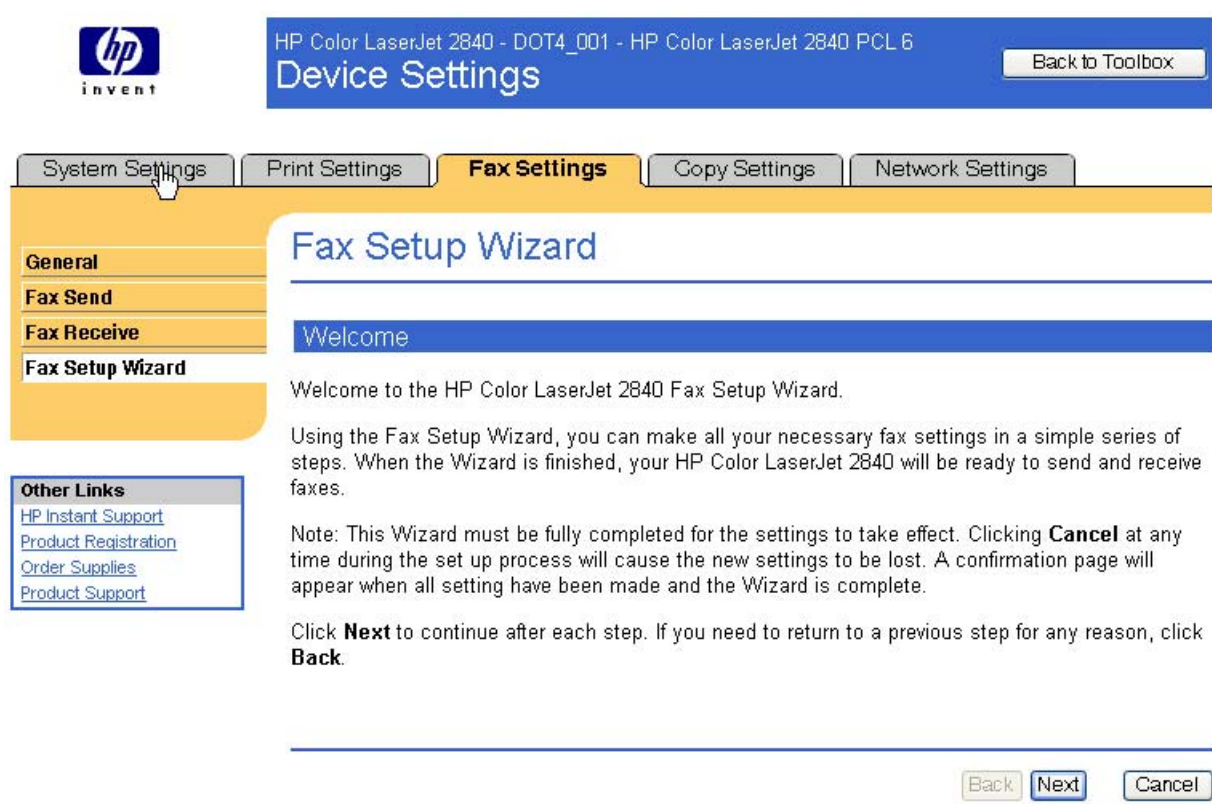 hp
invent
HP Color LaserJet 2840 - DOT4_001 - HP Color LaserJet 2840 PCL 6
Device Settings
Back to Toolbox
System Settings
Print Settings
Fax Settings
Copy Settings
Network Settings
General
Fax Send
Fax Receive
Fax Setup Wizard
Other Links
HP Instant Support
Product Registration
Order Supplies
Product Support
Fax Setup Wizard
Welcome
Welcome to the HP Color LaserJet 2840 Fax Setup Wizard.
Using the Fax Setup Wizard, you can make all your necessary fax settings in a simple series of
steps. When the Wizard is finished, your HP Color LaserJet 2840 will be ready to send and receive
faxes.
Note: This Wizard must be fully completed for the settings to take effect. Clicking Cancel at any
time during the set up process will cause the new settings to be lost. A confirmation page will
appear when all setting have been made and the Wizard is complete.
Click Next to continue after each step. If you need to return to a previous step for any reason, click
Back.
Back
Next
Cancel